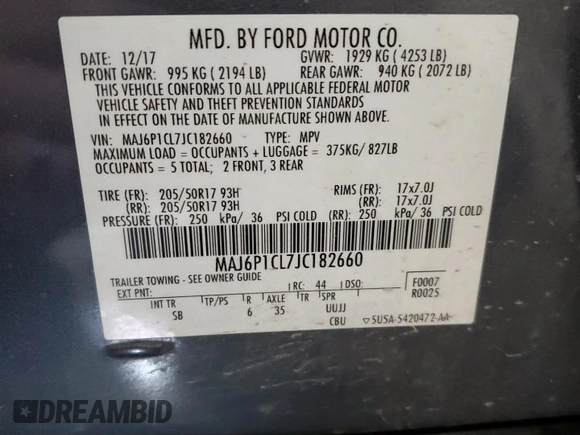 MFD. BY FORD MOTOR CO.
DATE: 12/17 GVWR: 1929 KG ( 4253 LB)
FRONT GAWR: 995 KG ( 2194 LB) REAR GAWR: 940 KG ( 2072 LB)
THIS VEHICLE CONFORMS TO ALL APPLICABLE FEDERAL MOTOR
VEHICLE SAFETY AND THEFT PREVENTION STANDARDS
IN EFFECT ON THE DATE OF MANUFACTURE SHOWN ABOVE.
VIN: MAJ6P1CL7JC182660 TYPE: MPV
MAXIMUM LOAD = OCCUPANTS + LUGGAGE = 375KG/ 827LB
OCCUPANTS = 5 TOTAL; 2 FRONT, 3 REAR
TIRE (FR): 205/50R17 93H RIMS (FR): 17x7.0J
(RR): 205/50R17 93H (RR): 17x7.0J
PRESSURE (FR): 250 kPa/ 36 PSI COLD (RR): 250 kPa/ 36 PSI COLD
MAJ6P1CL7JC182660
TRAILER TOWING - SEE OWNER GUIDE
EXT PNT: RC: 44 DSO: F0007
R0025
INT TR TP/PS R AXLE TR SPR
SB 6 35 UUJJ
CBU 5U5A-5420472-AA
DREAMBID